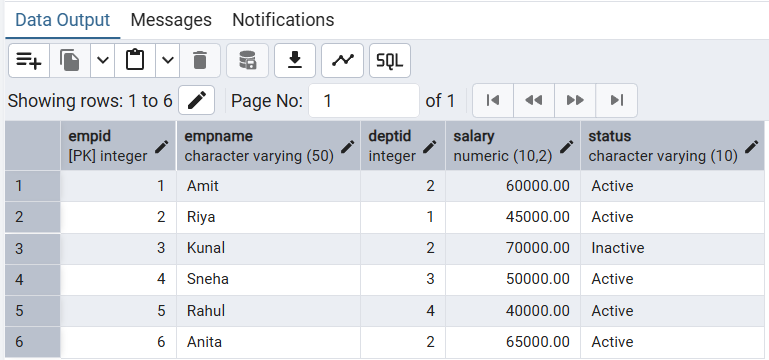 Data Output Messages Notifications
SQL
Showing rows: 1 to 6 Page No: 1 of 1
empid empname deptid salary status
[PK] integer character varying (50) integer numeric (10,2) character varying (10)
1 1 Amit 2 60000.00 Active
2 2 Riya 1 45000.00 Active
3 3 Kunal 2 70000.00 Inactive
4 4 Sneha 3 50000.00 Active
5 5 Rahul 4 40000.00 Active
6 6 Anita 2 65000.00 Active